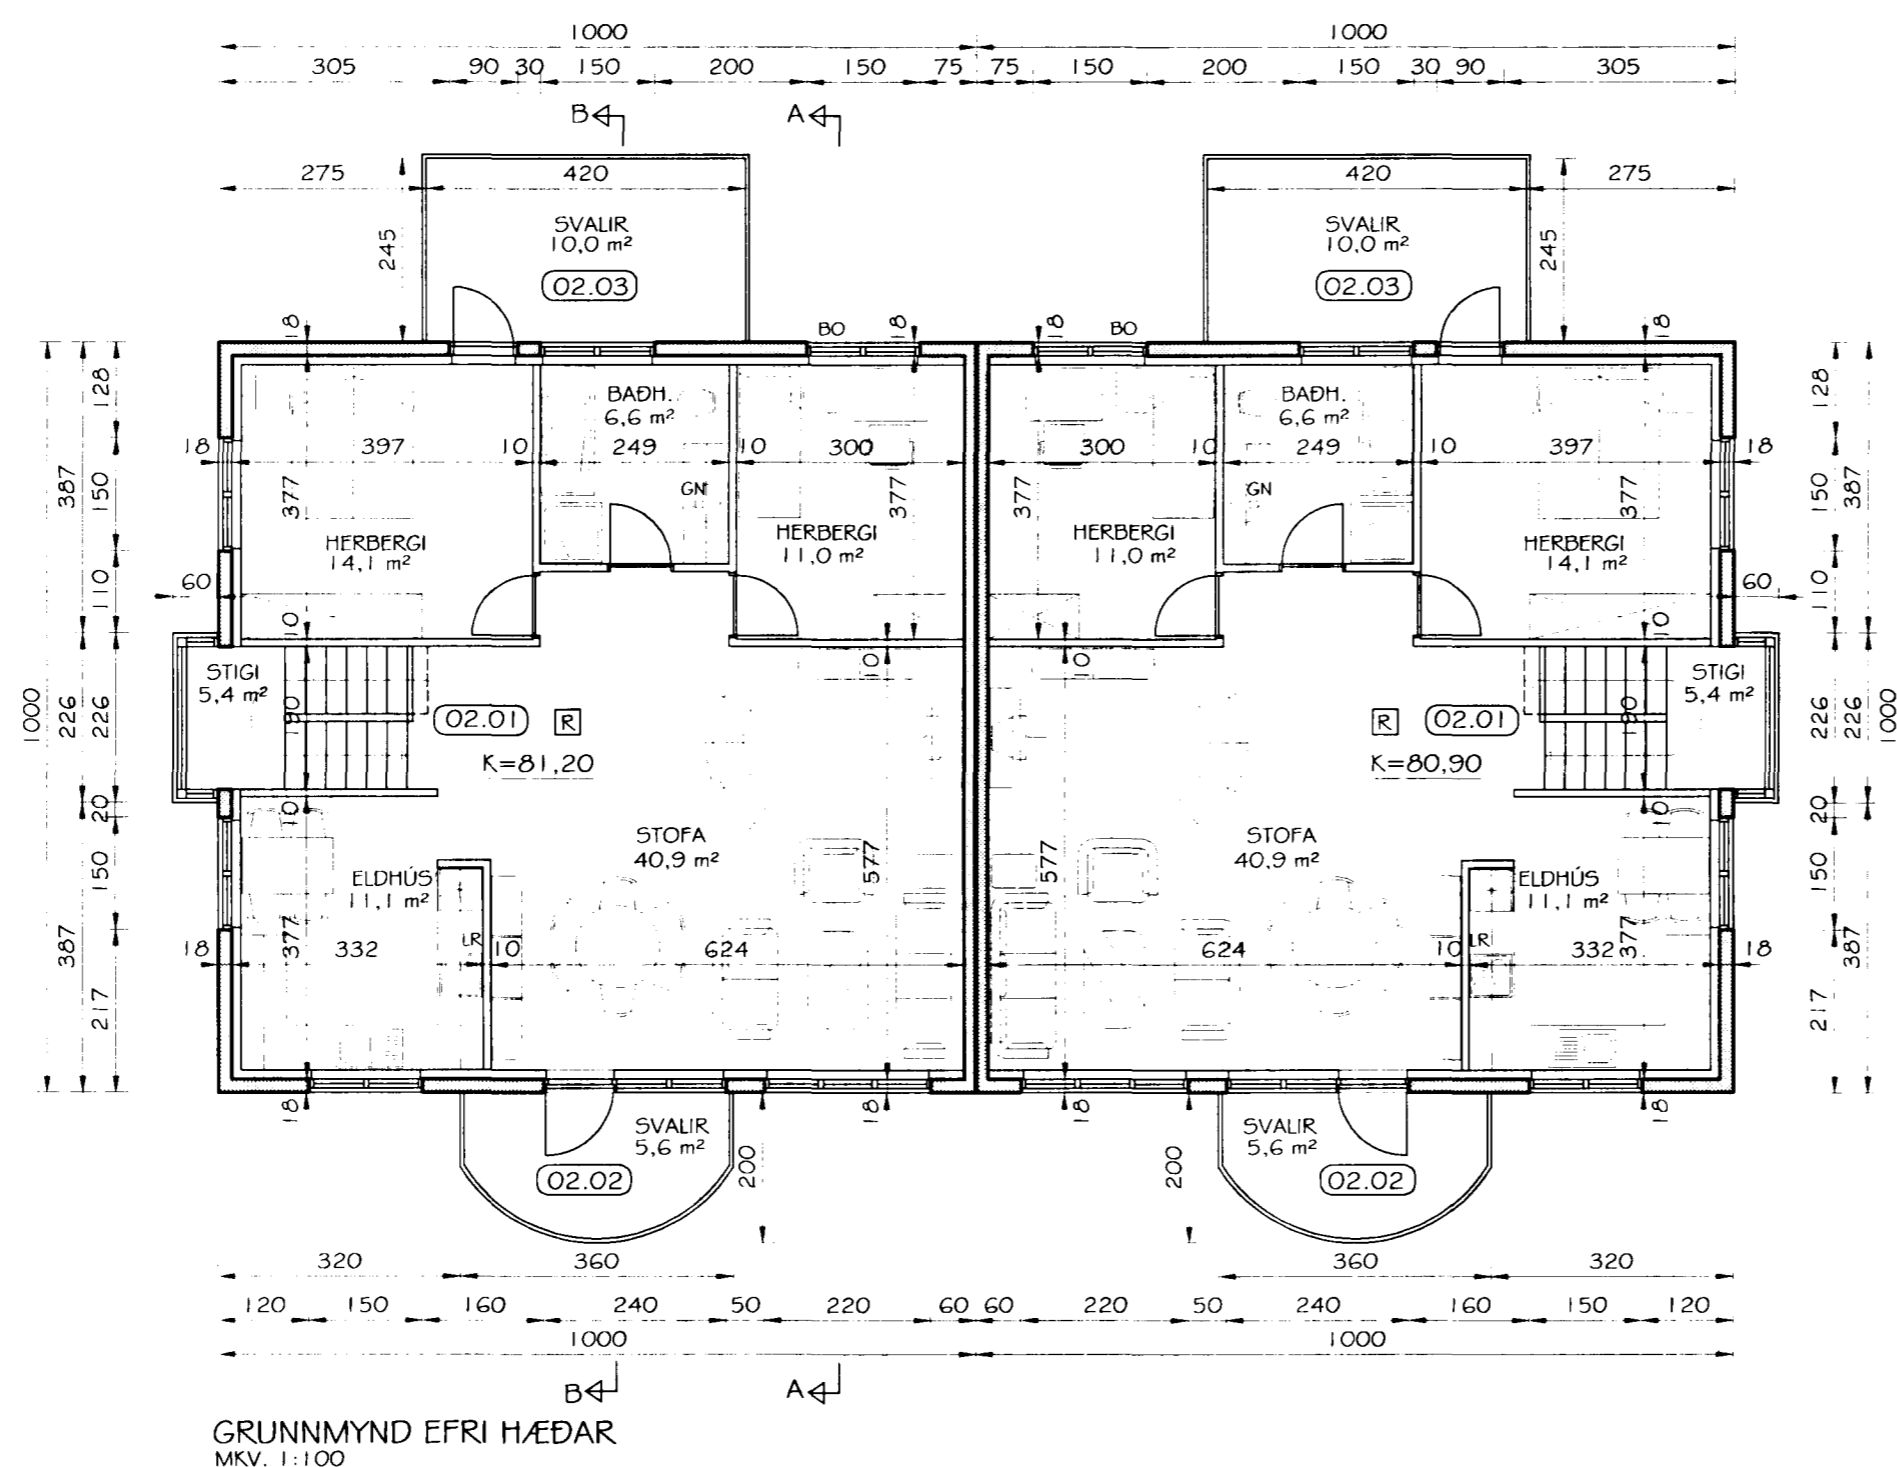 1000 1000
305 90 30 150 200 150 75 75 150 200 150 30 90 305
B A
275 420 420 275
SVALIR SVALIR
10,0 m² 10,0 m²
245 245
02.03 02.03
18 BO 18 18 BO 18
128 BAÐH. BAÐH. 128
6,6 m² 6,6 m²
18 397 10 249 10 300 300 10 249 10 397 18
387 150 377 GN 377 377 GN 377 150 387
HERBERGI HERBERGI HERBERGI HERBERGI
14,1 m² 11,0 m² 11,0 m² 14,1 m²
60 110 110 60
10 10
STIGI 10 10 STIGI
5,4 m² 5,4 m²
1000 226 226 190 02.01 R R 02.01 190 226 226 1000
K=81,20 K=80,90
20 10 10 20
STOFA STOFA
40,9 m² 40,9 m²
150 577 577 150
ELDHÚS ELDHÚS
11,1 m² 11,1 m²
387 377 377 387
18 332 LR 10 624 624 10 LR 332 18
217 217
18 18 18 18
SVALIR SVALIR
5,6 m² 5,6 m²
200 200
02.02 02.02
320 360 360 320
120 150 160 240 50 220 60 60 220 50 240 160 150 120
1000 1000
B A
GRUNNMYND EFRI HÆÐAR
MKV. 1:100